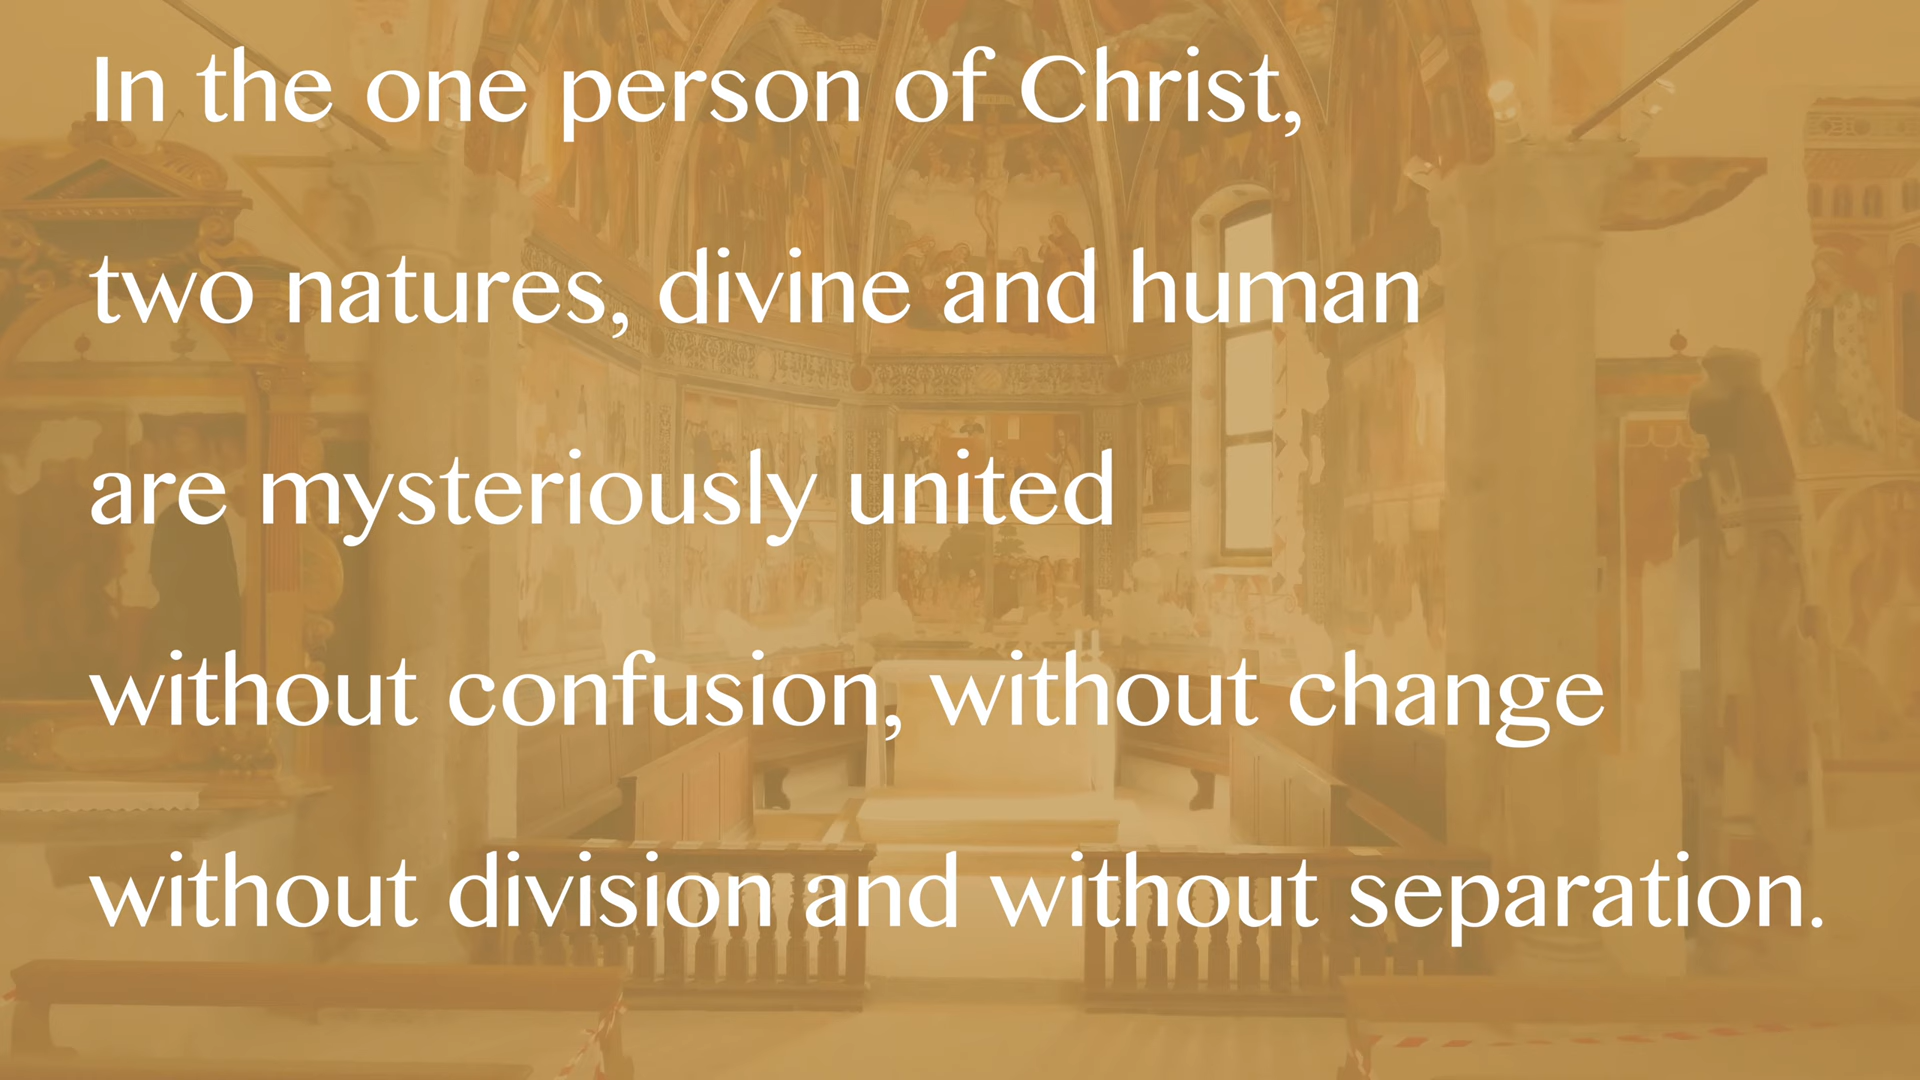 In the one person of Christ,
two natures, divine and human
are mysteriously united
without confusion, without change
without division and without separation.